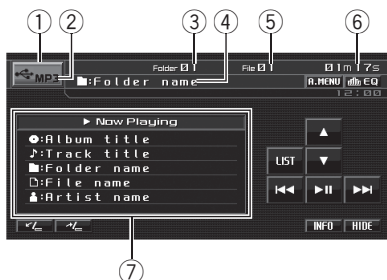 1 2 3 4 5 6
MP3 Folder 01 File 01 01m17s
:Folder name A.MENU EQ
12:00
► Now Playing
:Album title
:Track title
LIST
:Folder name
:File name
:Artist name
INFO HIDE
7